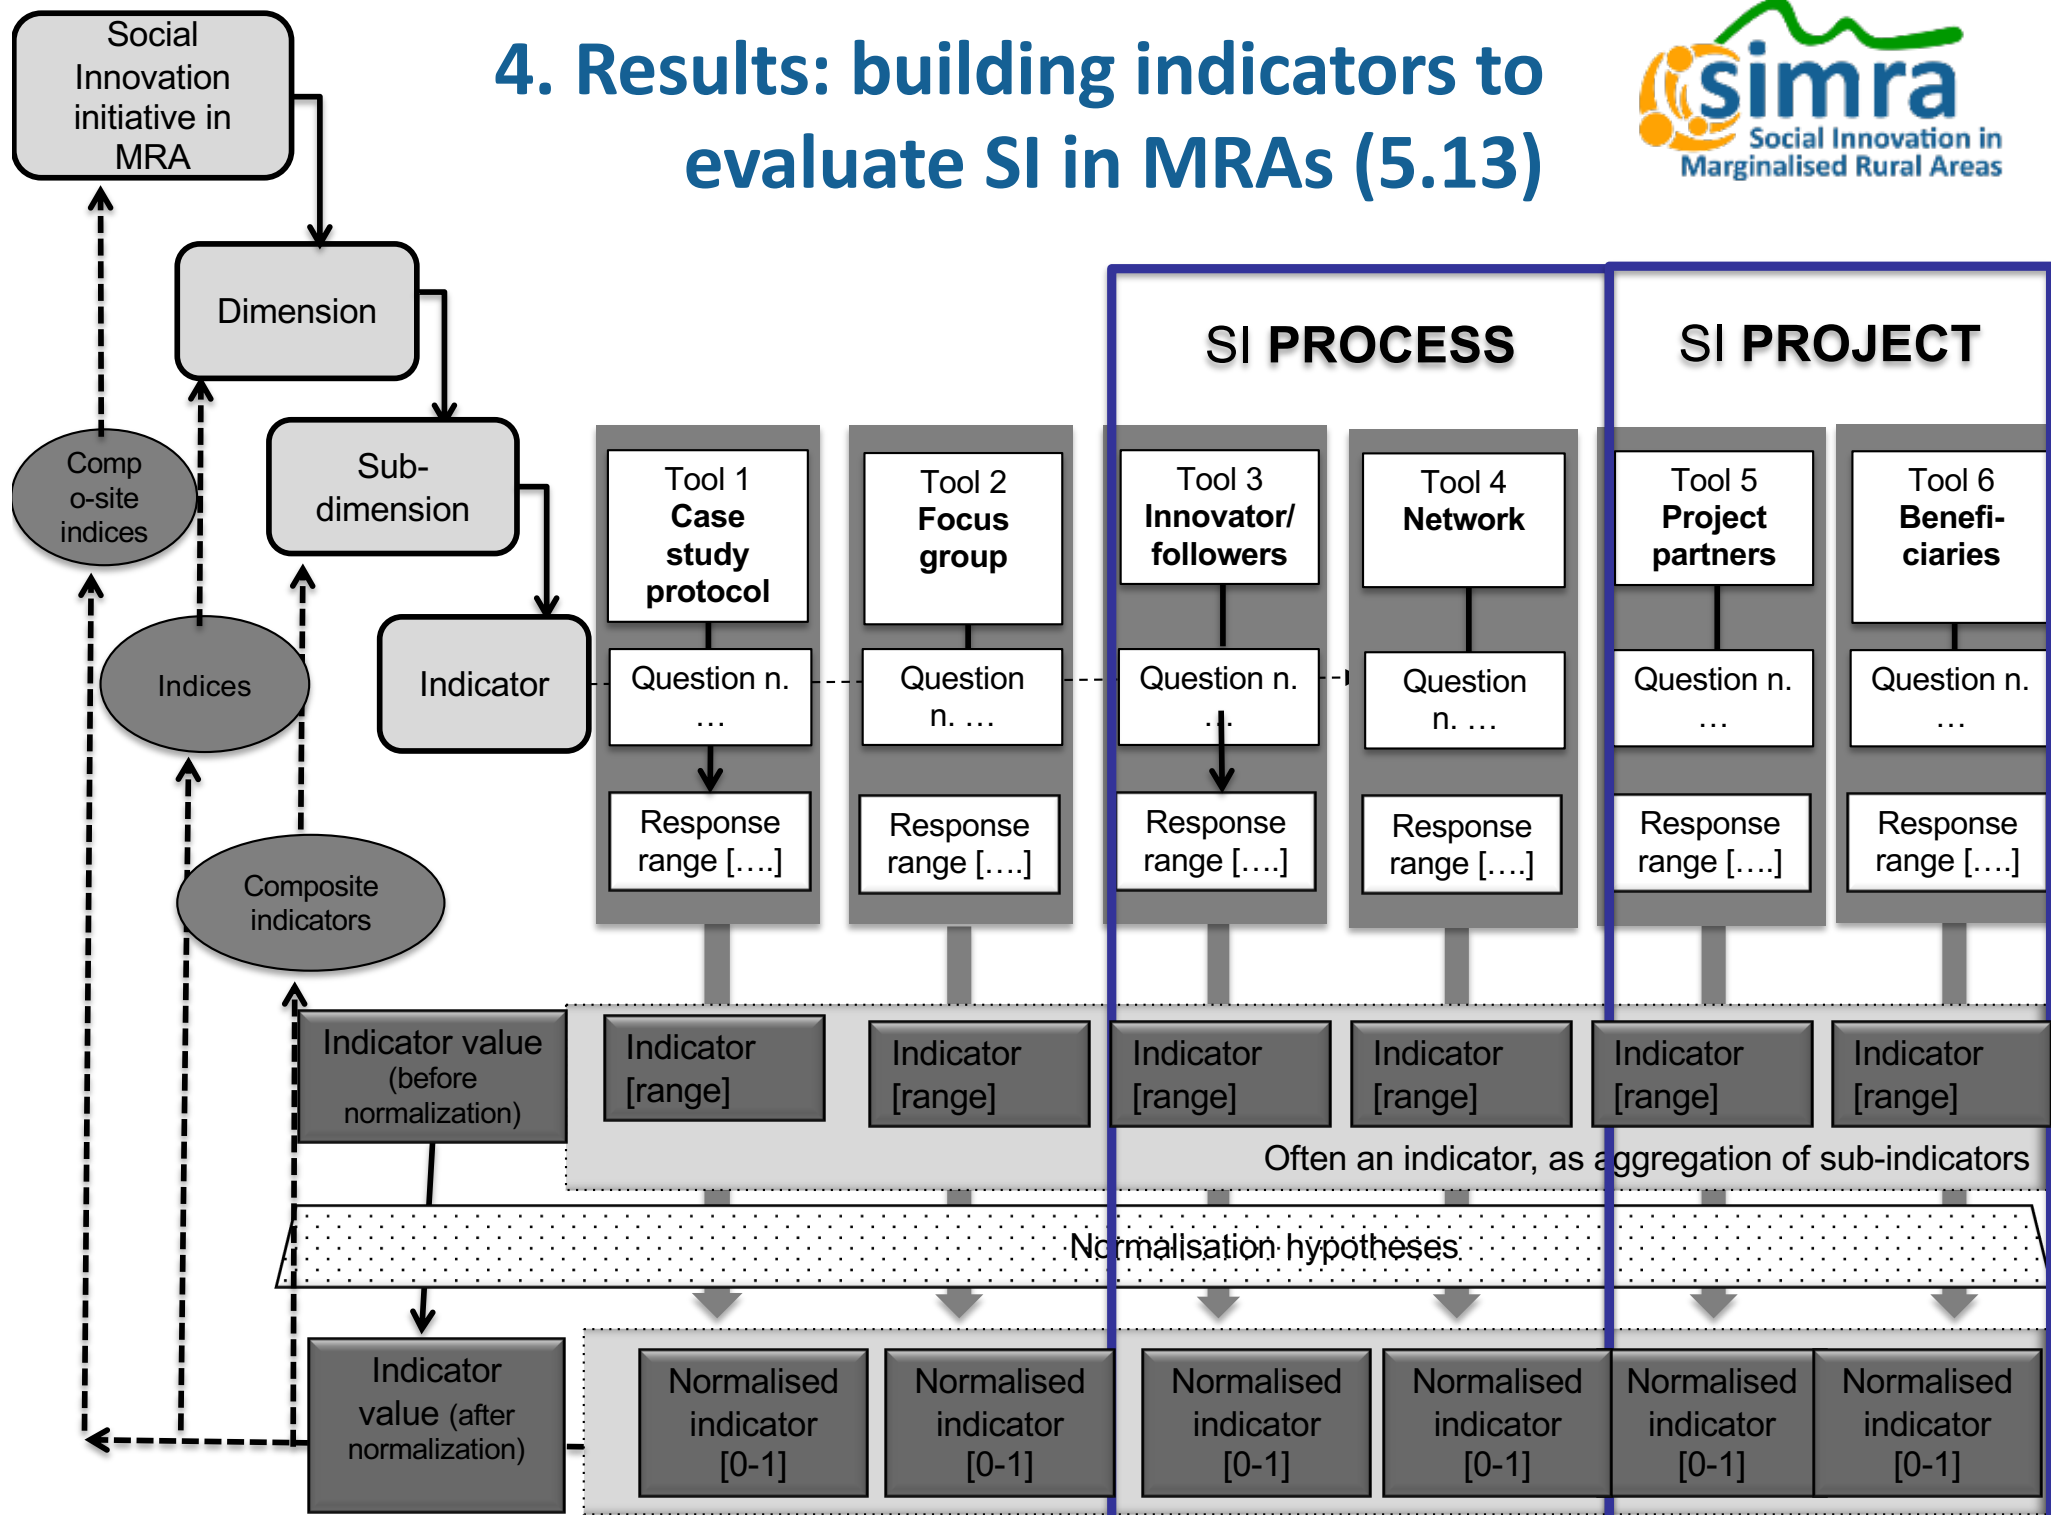 4. Results: building indicators to
evaluate SI in MRAs (5.13)
simra
Social Innovation in
Marginalised Rural Areas
Social
Innovation
initiative in
MRA
Dimension
Sub-
dimension
Indicator
Comp
o-site
indices
Indices
Composite
indicators
SI PROCESS
SI PROJECT
Tool 1
Case
study
protocol
Question n.
…
Response
range [….]
Tool 2
Focus
group
Question
n. …
Response
range [….]
Tool 3
Innovator/
followers
Question n.
…
Response
range [….]
Tool 4
Network
Question
n. …
Response
range [….]
Tool 5
Project
partners
Question n.
…
Response
range [….]
Tool 6
Benefi-
ciaries
Question n.
…
Response
range [….]
Indicator value
(before
normalization)
Indicator
[range]
Indicator
[range]
Indicator
[range]
Indicator
[range]
Indicator
[range]
Indicator
[range]
Often an indicator, as aggregation of sub-indicators
Normalisation hypotheses
Indicator
value (after
normalization)
Normalised
indicator
[0-1]
Normalised
indicator
[0-1]
Normalised
indicator
[0-1]
Normalised
indicator
[0-1]
Normalised
indicator
[0-1]
Normalised
indicator
[0-1]